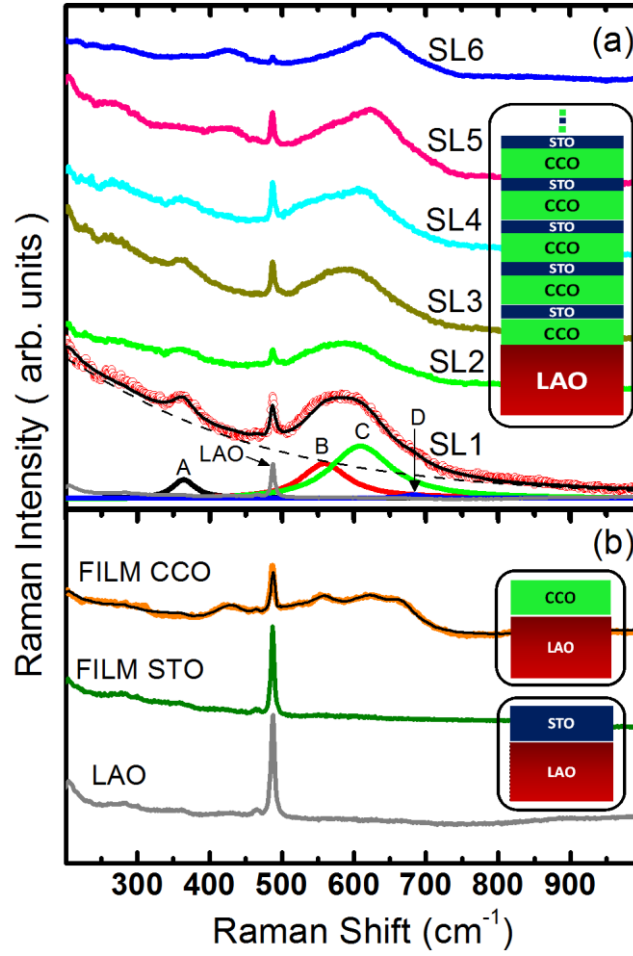 (a)
SL6
SL5
SL4
SL3
SL2
SL1
STO
CCO
STO
CCO
STO
CCO
STO
CCO
STO
CCO
LAO
A
LAO
B
C
D
Raman Intensity ( arb. units)
(b)
FILM CCO
FILM STO
LAO
CCO
LAO
STO
LAO
300 400 500 600 700 800 900
Raman Shift (cm⁻¹)